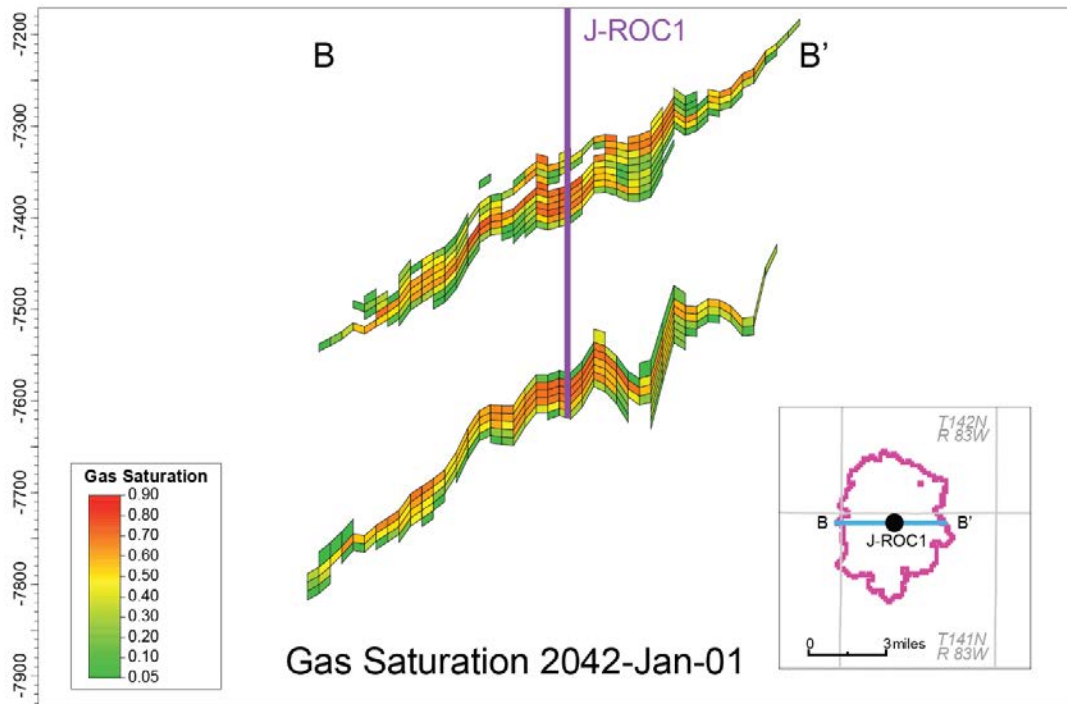 -7200
-7300
-7400
-7500
-7600
-7700
-7800
-7900
B
J-ROC1
B’
Gas Saturation
0.90
0.80
0.70
0.60
0.50
0.40
0.30
0.20
0.10
0.05
Gas Saturation 2042-Jan-01
T142N
R 83W
B
B’
J-ROC1
0
3miles
T141N
R 83W